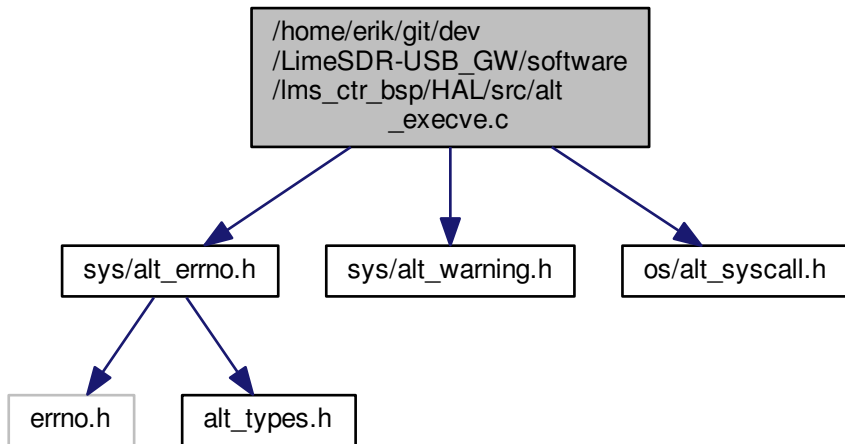 /home/erik/git/dev
/LimeSDR-USB_GW/software
/lms_ctr_bsp/HAL/src/alt
_execve.c
sys/alt_errno.h
sys/alt_warning.h
os/alt_syscall.h
errno.h
alt_types.h